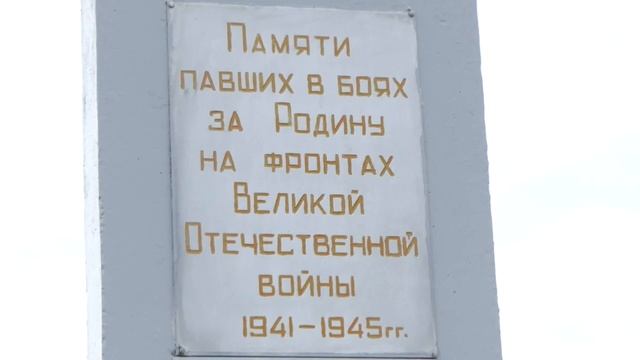 Памяти
павших в боях
за Родину
на фронтах
Великой
Отечественной
войны
1941-1945гг.